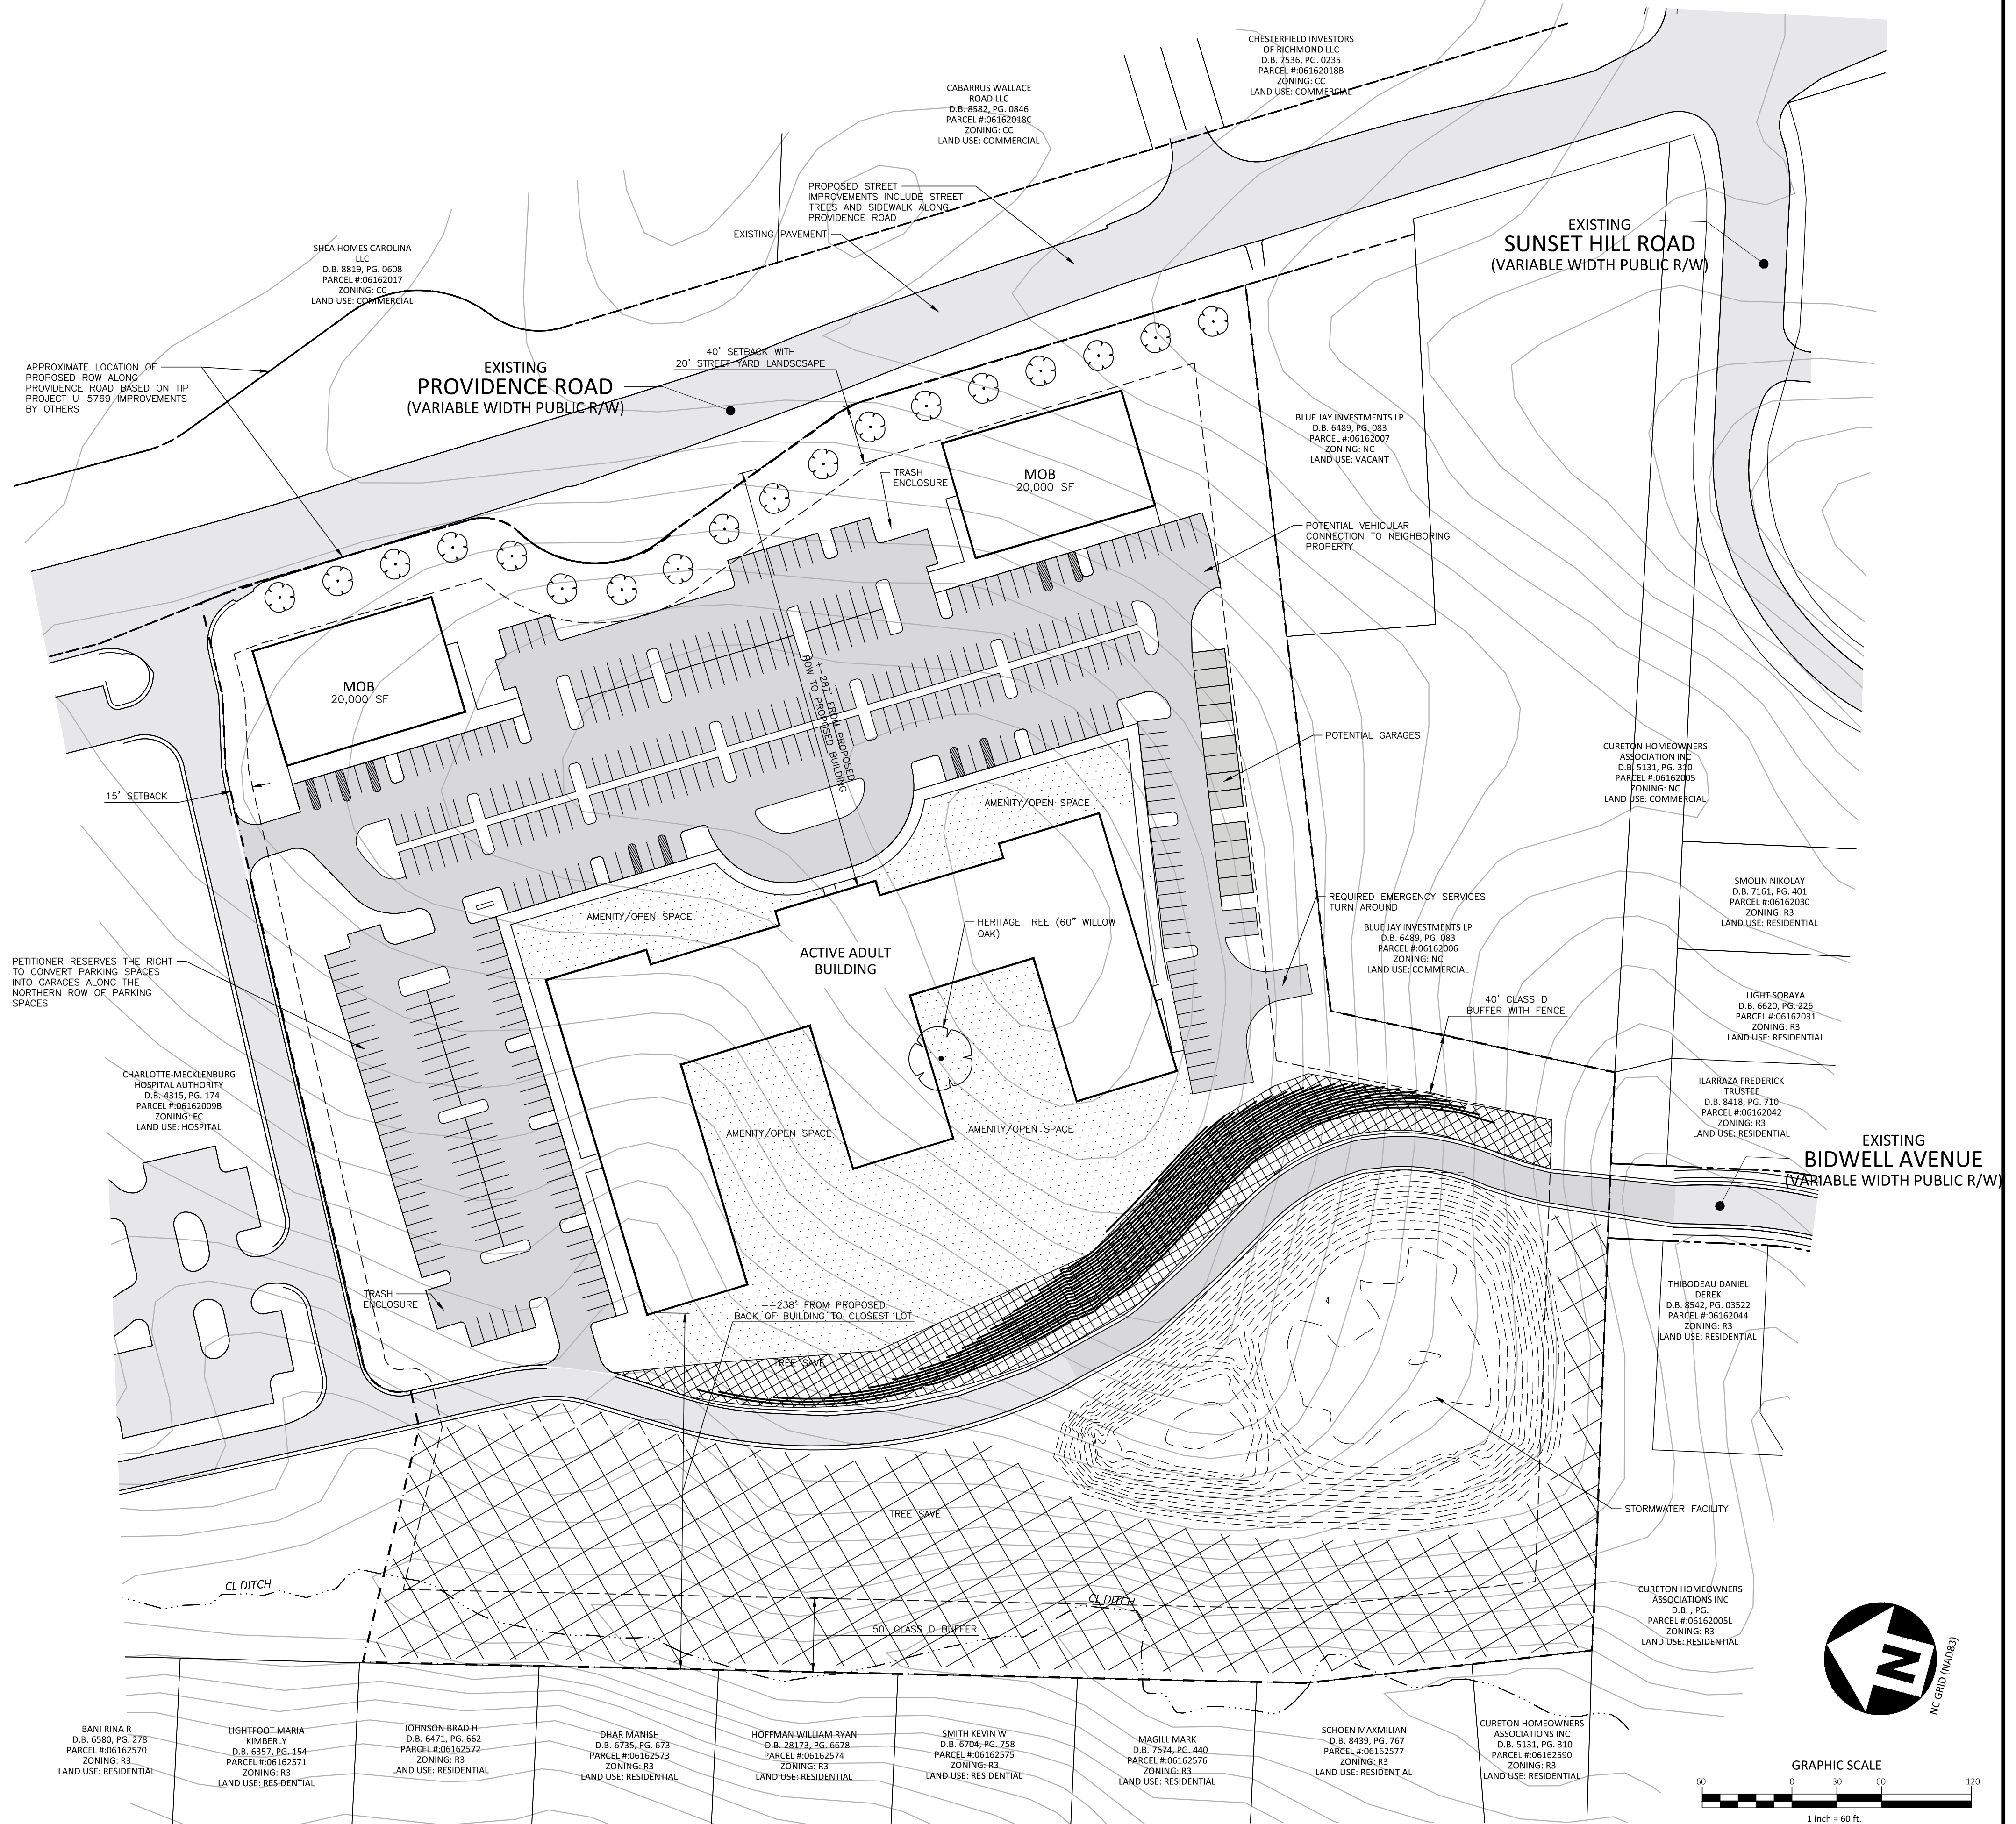 CHESTERFIELD INVESTORS
OF RICHMOND LLC
D.B. 7536, PG. 0235
PARCEL #:06162018B
ZONING: CC
LAND USE: COMMERCIAL
CABARRUS WALLACE
ROAD LLC
D.B. 8582, PG. 0846
PARCEL #:06162018C
ZONING: CC
LAND USE: COMMERCIAL
PROPOSED STREET
IMPROVEMENTS INCLUDE STREET
TREES AND SIDEWALK ALONG
PROVIDENCE ROAD
EXISTING PAVEMENT
EXISTING
SUNSET HILL ROAD
(VARIABLE WIDTH PUBLIC R/W)
SHEA HOMES CAROLINA
LLC
D.B. 8819, PG. 0608
PARCEL #:06162017
ZONING: CC
LAND USE: COMMERCIAL
APPROXIMATE LOCATION OF
PROPOSED ROW ALONG
PROVIDENCE ROAD BASED ON TIP
PROJECT U-5769 IMPROVEMENTS
BY OTHERS
EXISTING
PROVIDENCE ROAD
(VARIABLE WIDTH PUBLIC R/W)
40' SETBACK WITH
20' STREET YARD LANDSCSAPE
BLUE JAY INVESTMENTS LP
D.B. 6489, PG. 083
PARCEL #:06162007
ZONING: NC
LAND USE: VACANT
TRASH
ENCLOSURE
MOB
20,000 SF
POTENTIAL VEHICULAR
CONNECTION TO NEIGHBORING
PROPERTY
MOB
20,000 SF
+-287' FROM PROPOSED
ROW TO PROPOSED BUILDING
POTENTIAL GARAGES
CURETON HOMEOWNERS
ASSOCIATION INC
D.B. 5131, PG. 310
PARCEL #:06162005
ZONING: NC
LAND USE: COMMERCIAL
15' SETBACK
AMENITY/OPEN SPACE
SMOLIN NIKOLAY
D.B. 7161, PG. 401
PARCEL #:06162030
ZONING: R3
LAND USE: RESIDENTIAL
REQUIRED EMERGENCY SERVICES
TURN AROUND
AMENITY/OPEN SPACE
HERITAGE TREE (60" WILLOW
OAK)
BLUE JAY INVESTMENTS LP
D.B. 6489, PG. 083
PARCEL #:06162006
ZONING: NC
LAND USE: COMMERCIAL
ACTIVE ADULT
BUILDING
PETITIONER RESERVES THE RIGHT
TO CONVERT PARKING SPACES
INTO GARAGES ALONG THE
NORTHERN ROW OF PARKING
SPACES
40' CLASS D
BUFFER WITH FENCE
LIGHT SORAYA
D.B. 6620, PG. 226
PARCEL #:06162031
ZONING: R3
LAND USE: RESIDENTIAL
CHARLOTTE-MECKLENBURG
HOSPITAL AUTHORITY
D.B. 4315, PG. 174
PARCEL #:06162009B
ZONING: EC
LAND USE: HOSPITAL
ILARRAZA FREDERICK
TRUSTEE
D.B. 8418, PG. 710
PARCEL #:06162042
ZONING: R3
LAND USE: RESIDENTIAL
AMENITY/OPEN SPACE
AMENITY/OPEN SPACE
EXISTING
BIDWELL AVENUE
(VARIABLE WIDTH PUBLIC R/W)
THIBODEAU DANIEL
DEREK
D.B. 8542, PG. 03522
PARCEL #:06162044
ZONING: R3
LAND USE: RESIDENTIAL
TRASH
ENCLOSURE
+-238' FROM PROPOSED
BACK OF BUILDING TO CLOSEST LOT
TREE SAVE
TREE SAVE
STORMWATER FACILITY
CL DITCH
CL DITCH
50' CLASS D BUFFER
CURETON HOMEOWNERS
ASSOCIATIONS INC
D.B. , PG.
PARCEL #:06162005L
ZONING: R3
LAND USE: RESIDENTIAL
N
NC GRID (NAD83)
BANI RINA R
D.B. 6580, PG. 278
PARCEL #:06162570
ZONING: R3
LAND USE: RESIDENTIAL
LIGHTFOOT MARIA
KIMBERLY
D.B. 6357, PG. 154
PARCEL #:06162571
ZONING: R3
LAND USE: RESIDENTIAL
JOHNSON BRAD H
D.B. 6471, PG. 662
PARCEL #:06162572
ZONING: R3
LAND USE: RESIDENTIAL
DHAR MANISH
D.B. 6735, PG. 673
PARCEL #:06162573
ZONING: R3
LAND USE: RESIDENTIAL
HOFFMAN WILLIAM RYAN
D.B. 28173, PG. 6678
PARCEL #:06162574
ZONING: R3
LAND USE: RESIDENTIAL
SMITH KEVIN W
D.B. 6704, PG. 758
PARCEL #:06162575
ZONING: R3
LAND USE: RESIDENTIAL
MAGILL MARK
D.B. 7674, PG. 440
PARCEL #:06162576
ZONING: R3
LAND USE: RESIDENTIAL
SCHOEN MAXMILIAN
D.B. 8439, PG. 767
PARCEL #:06162577
ZONING: R3
LAND USE: RESIDENTIAL
CURETON HOMEOWNERS
ASSOCIATIONS INC
D.B. 5131, PG. 310
PARCEL #:06162590
ZONING: R3
LAND USE: RESIDENTIAL
GRAPHIC SCALE
60 0 30 60 120
1 inch = 60 ft.